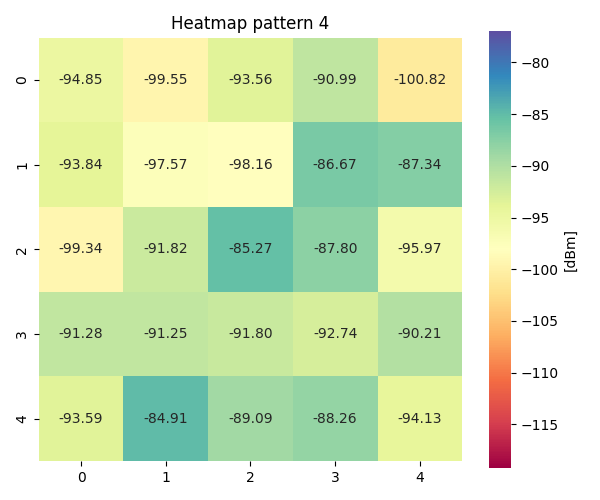 Heatmap pattern 4
0 -94.85 -99.55 -93.56 -90.99 -100.82
1 -93.84 -97.57 -98.16 -86.67 -87.34
2 -99.34 -91.82 -85.27 -87.80 -95.97
3 -91.28 -91.25 -91.80 -92.74 -90.21
4 -93.59 -84.91 -89.09 -88.26 -94.13
0 1 2 3 4
−80
−85
−90
−95
−100
−105
−110
−115
[dBm]